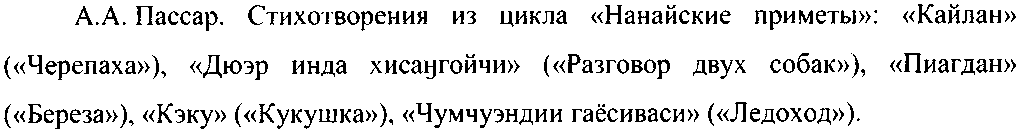 А.А. Пассар. Стихотворения из цикла «Нанайские приметы»: «Кайлан»
(«Черепаха»), «Дюэр инда хисаӈгойчи» («Разговор двух собак»), «Пиагдан»
(«Береза»), «Кэку» («Кукушка»), «Чумчуэндии гаёсиваси» («Ледоход»).